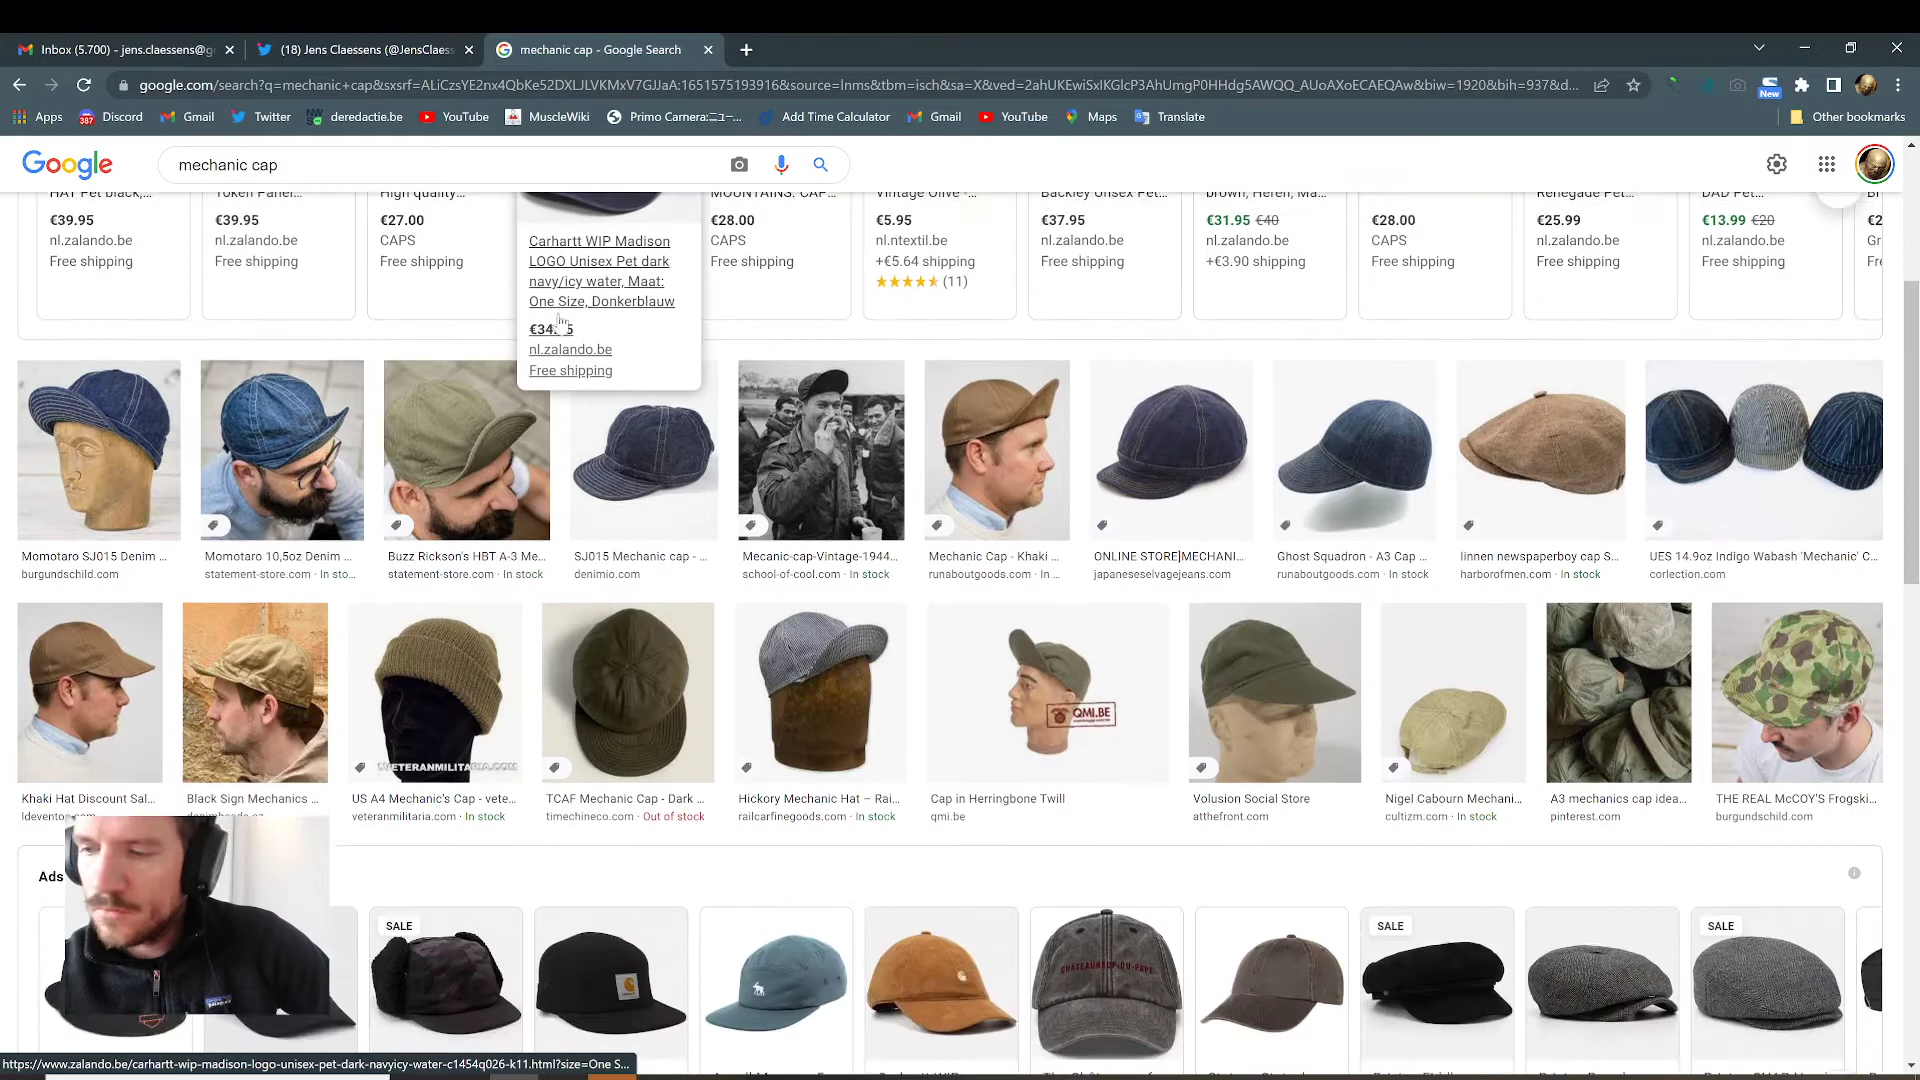 Inbox (5.700) - jens.claessens@g
(18) Jens Claessens (@JensClaes
mechanic cap - Google Search
google.com/search?q=mechanic+cap&sxsrf=ALiCzsYE2nx4QbKe52DXLJLVKMxV7GJJaA:1651575193916&source=lnms&tbm=isch&sa=X&ved=2ahUKEwiSxIKGlcP3AhUmgP0HHdg5AWQQ_AUoAXoECAEQAw&biw=1920&bih=937&d...
New
Apps
387
Discord
Gmail
Twitter
deredactie.be
YouTube
MuscleWiki
Primo Carnera:ニュー...
Add Time Calculator
Gmail
YouTube
Maps
Translate
Other bookmarks
Google
mechanic cap
HAT Pet black,...
Token Panel...
High quality...
MOUNTAINS: CAP...
Vintage Olive -...
Backley Unisex Pet...
brown, Heren, Ma...
Renegade Pet...
DAD Pet...
€39.95
€39.95
€27.00
€28.00
€5.95
€37.95
€31.95 €40
€28.00
€25.99
€13.99 €20
€2
nl.zalando.be
nl.zalando.be
CAPS
CAPS
nl.ntextil.be
nl.zalando.be
nl.zalando.be
CAPS
nl.zalando.be
nl.zalando.be
Gr
Free shipping
Free shipping
Free shipping
Free shipping
+€5.64 shipping
Free shipping
+€3.90 shipping
Free shipping
Free shipping
Free shipping
Fre
(11)
Carhartt WIP Madison
LOGO Unisex Pet dark
navy/icy water, Maat:
One Size, Donkerblauw
nl.zalando.be
Free shipping
Momotaro SJ015 Denim ...
burgundschild.com
Momotaro 10,5oz Denim ...
statement-store.com · In sto...
Buzz Rickson's HBT A-3 Me...
statement-store.com · In stock
SJ015 Mechanic cap - ...
denimio.com
Mecanic-cap-Vintage-1944...
school-of-cool.com · In stock
Mechanic Cap - Khaki ...
runaboutgoods.com · In ...
ONLINE STORE]MECHANI...
japaneseselvagejeans.com
Ghost Squadron - A3 Cap ...
runaboutgoods.com · In stock
linnen newspaperboy cap S...
harborofmen.com · In stock
UES 14.9oz Indigo Wabash 'Mechanic' C...
corlection.com
VETERANMILITARIA.COM
QMI.BE
Khaki Hat Discount Sal...
Black Sign Mechanics ...
US A4 Mechanic's Cap - vete...
veteranmilitaria.com · In stock
TCAF Mechanic Cap - Dark ...
timechineco.com · Out of stock
Hickory Mechanic Hat – Rai...
railcarfinegoods.com · In stock
Cap in Herringbone Twill
qmi.be
Volusion Social Store
atthefront.com
Nigel Cabourn Mechani...
cultizm.com · In stock
A3 mechanics cap idea...
pinterest.com
THE REAL McCOY'S Frogski...
burgundschild.com
Ads
SALE
SALE
SALE
CHÂTEAUNEUF-DU-PAPE
patagonia
https://www.zalando.be/carhartt-wip-madison-logo-unisex-pet-dark-navyicy-water-c1454q026-k11.html?size=One S...